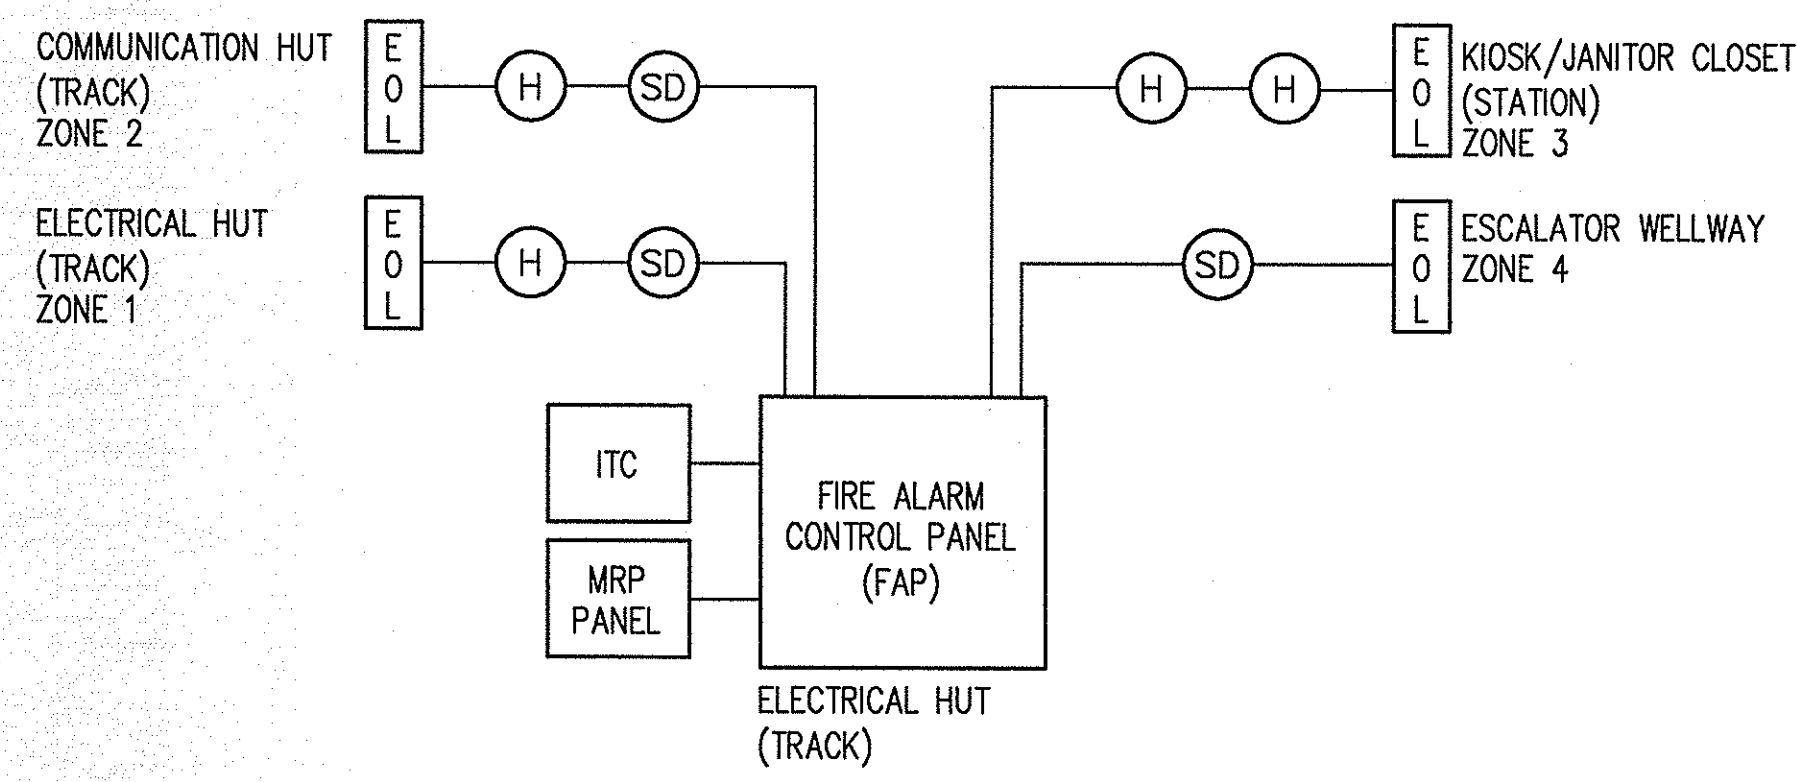 COMMUNICATION HUT
(TRACK)
ZONE 2
E
O
L
H
SD
H
H
E
O
L
KIOSK/JANITOR CLOSET
(STATION)
ZONE 3
ELECTRICAL HUT
(TRACK)
ZONE 1
E
O
L
H
SD
SD
E
O
L
ESCALATOR WELLWAY
ZONE 4
ITC
MRP
PANEL
FIRE ALARM
CONTROL PANEL
(FAP)
ELECTRICAL HUT
(TRACK)